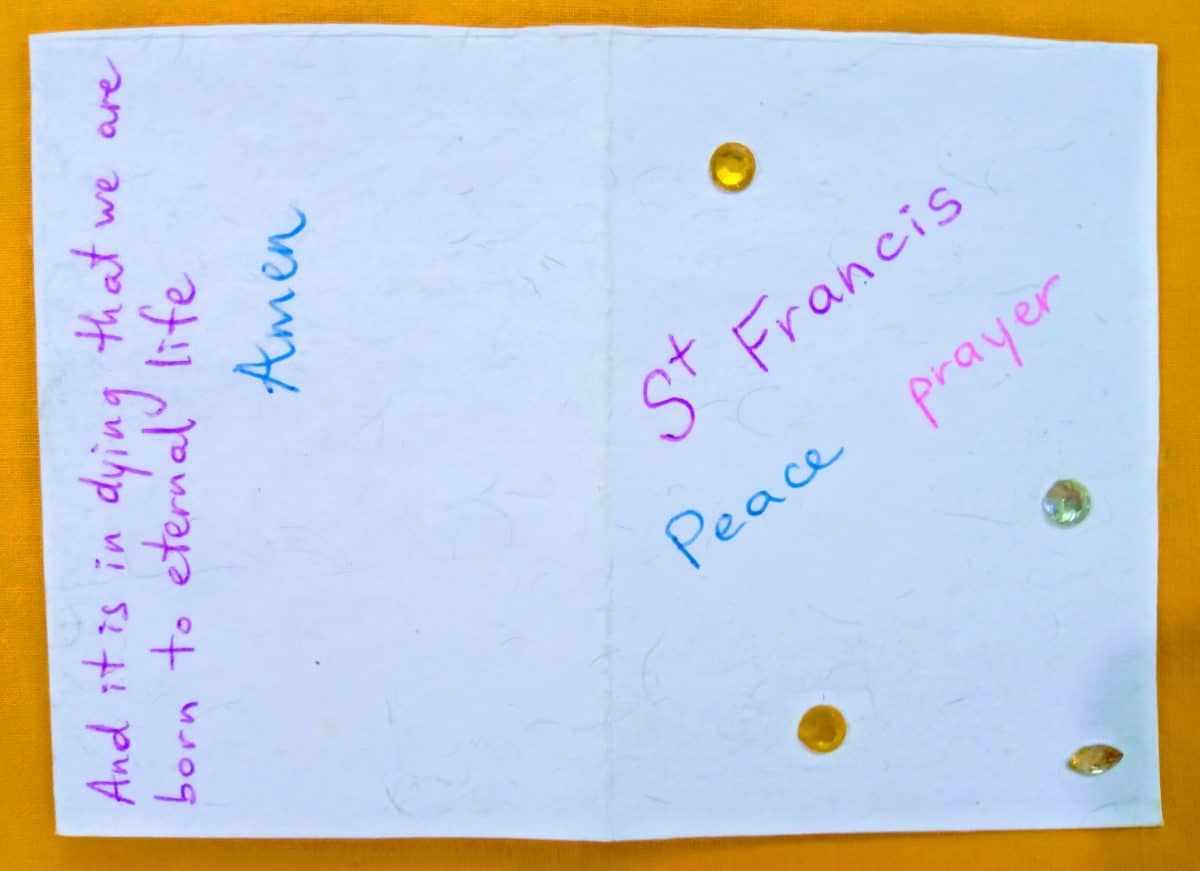 And it is in dying that we are
born to eternal life
Amen
St Francis
Peace prayer